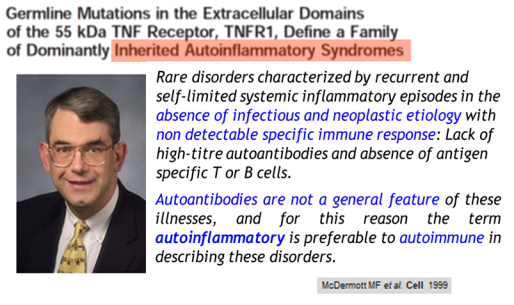 Germline Mutations in the Extracellular Domains
of the 55 kDa TNF Receptor, TNFR1, Define a Family
of Dominantly Inherited Autoinflammatory Syndromes
Rare disorders characterized by recurrent and
self-limited systemic inflammatory episodes in the
absence of infectious and neoplastic etiology with
non detectable specific immune response: Lack of
high-titre autoantibodies and absence of antigen
specific T or B cells.
Autoantibodies are not a general feature of these
illnesses, and for this reason the term
autoinflammatory is preferable to autoimmune in
describing these disorders.
McDermott MF et al. Cell 1999